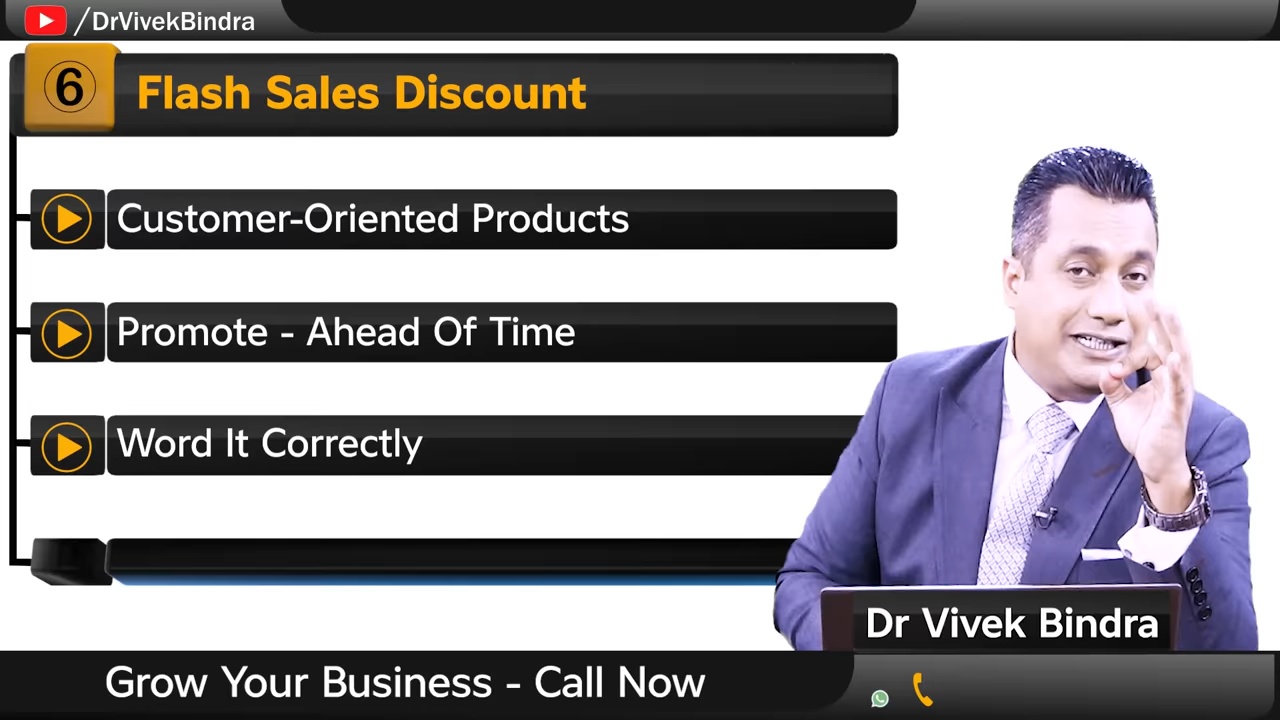 /DrVivekBindra
6 Flash Sales Discount
Customer-Oriented Products
Promote - Ahead Of Time
Word It Correctly
Dr Vivek Bindra
Grow Your Business - Call Now